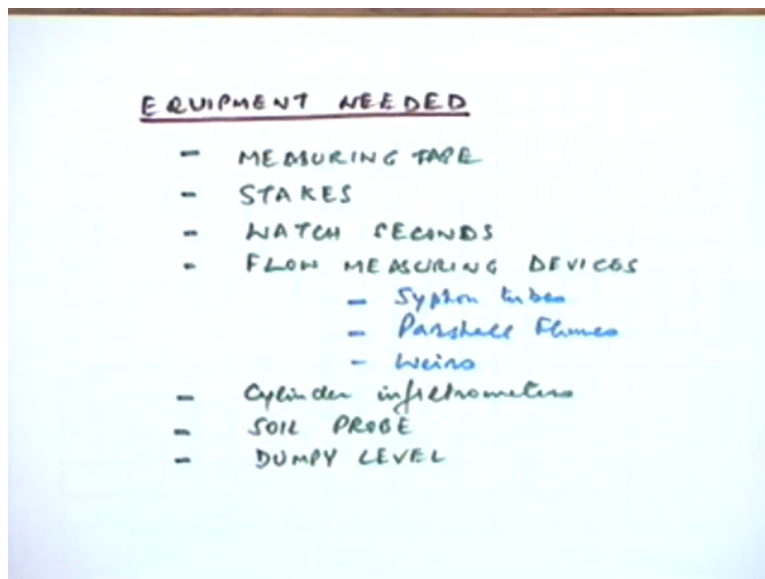 EQUIPMENT NEEDED
- MEASURING TAPE
- STAKES
- WATCH SECONDS
- FLOW MEASURING DEVICES
- Syphon tubes
- Parshall Flumes
- Weirs
- Cylinder infiltrometers
- SOIL PROBE
- DUMPY LEVEL